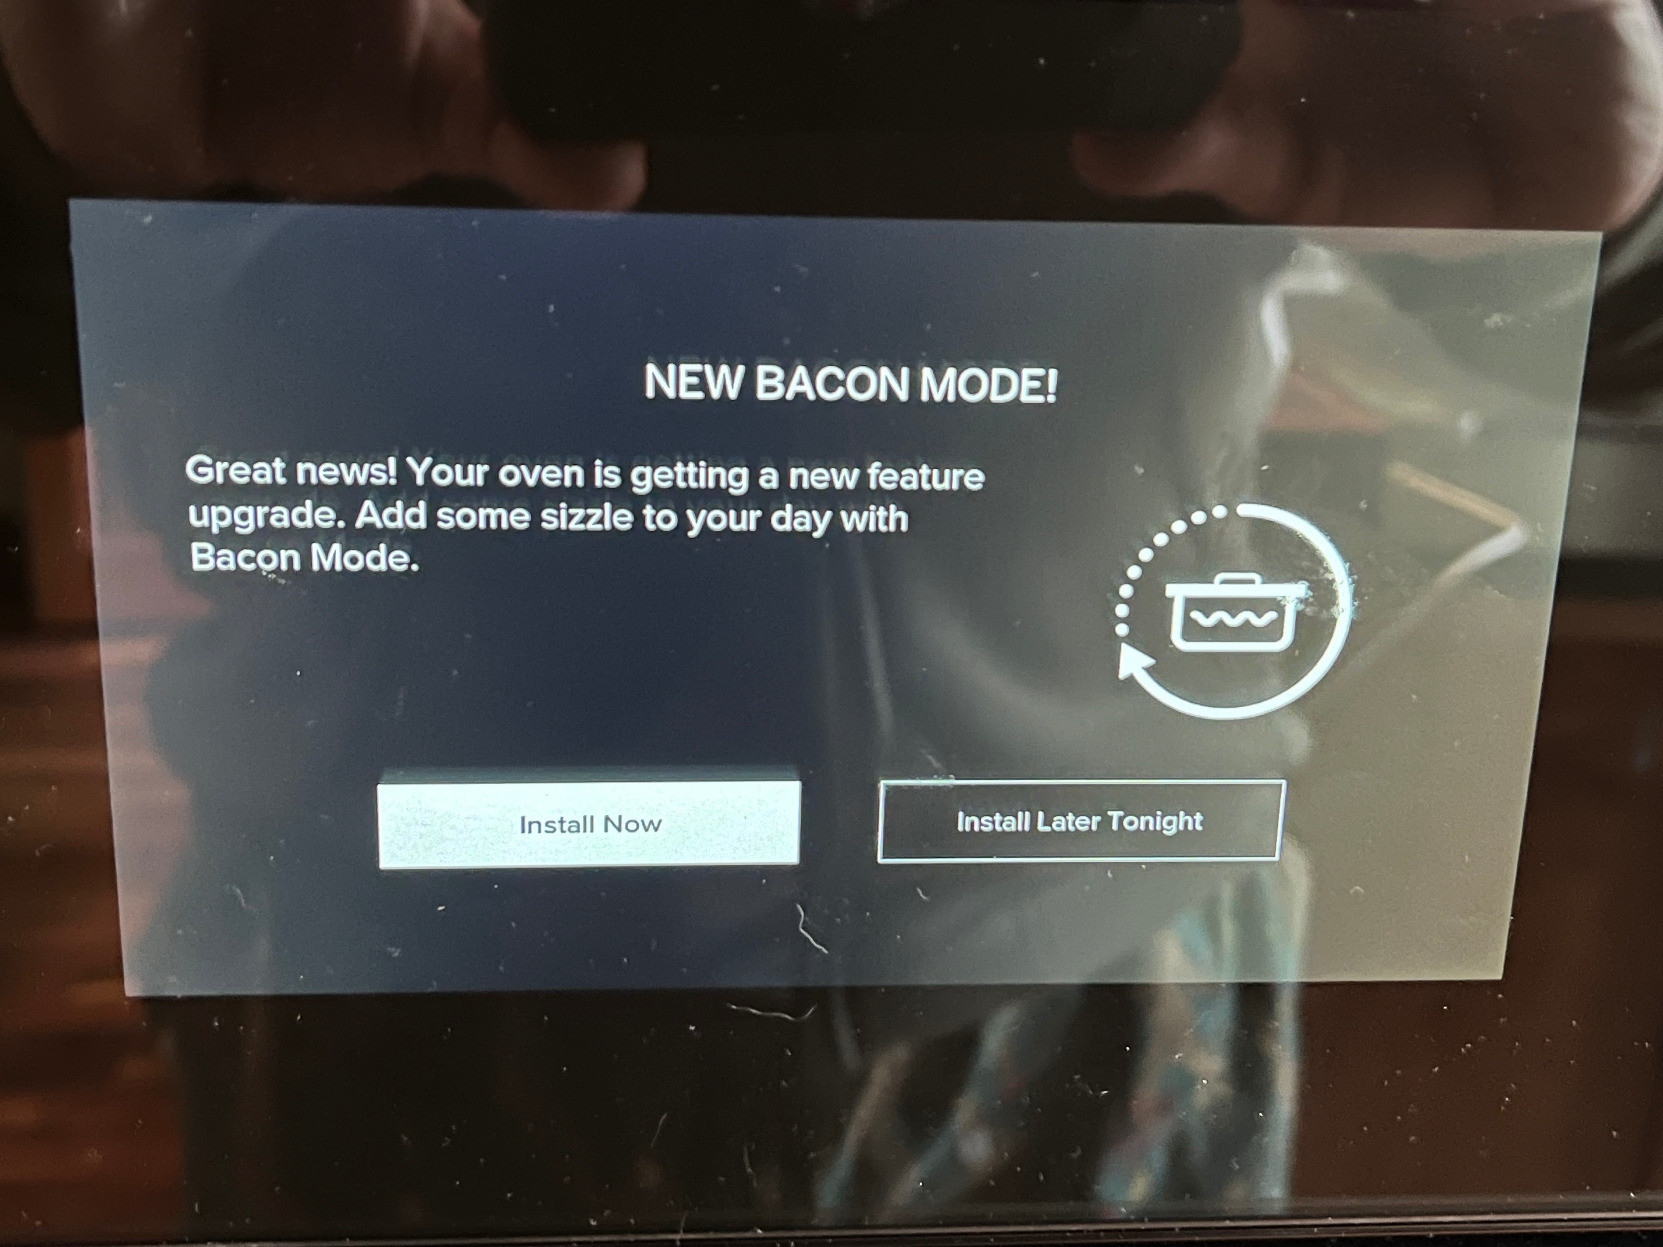 NEW BACON MODE!
Great news! Your oven is getting a new feature
upgrade. Add some sizzle to your day with
Bacon Mode.
Install Now
Install Later Tonight